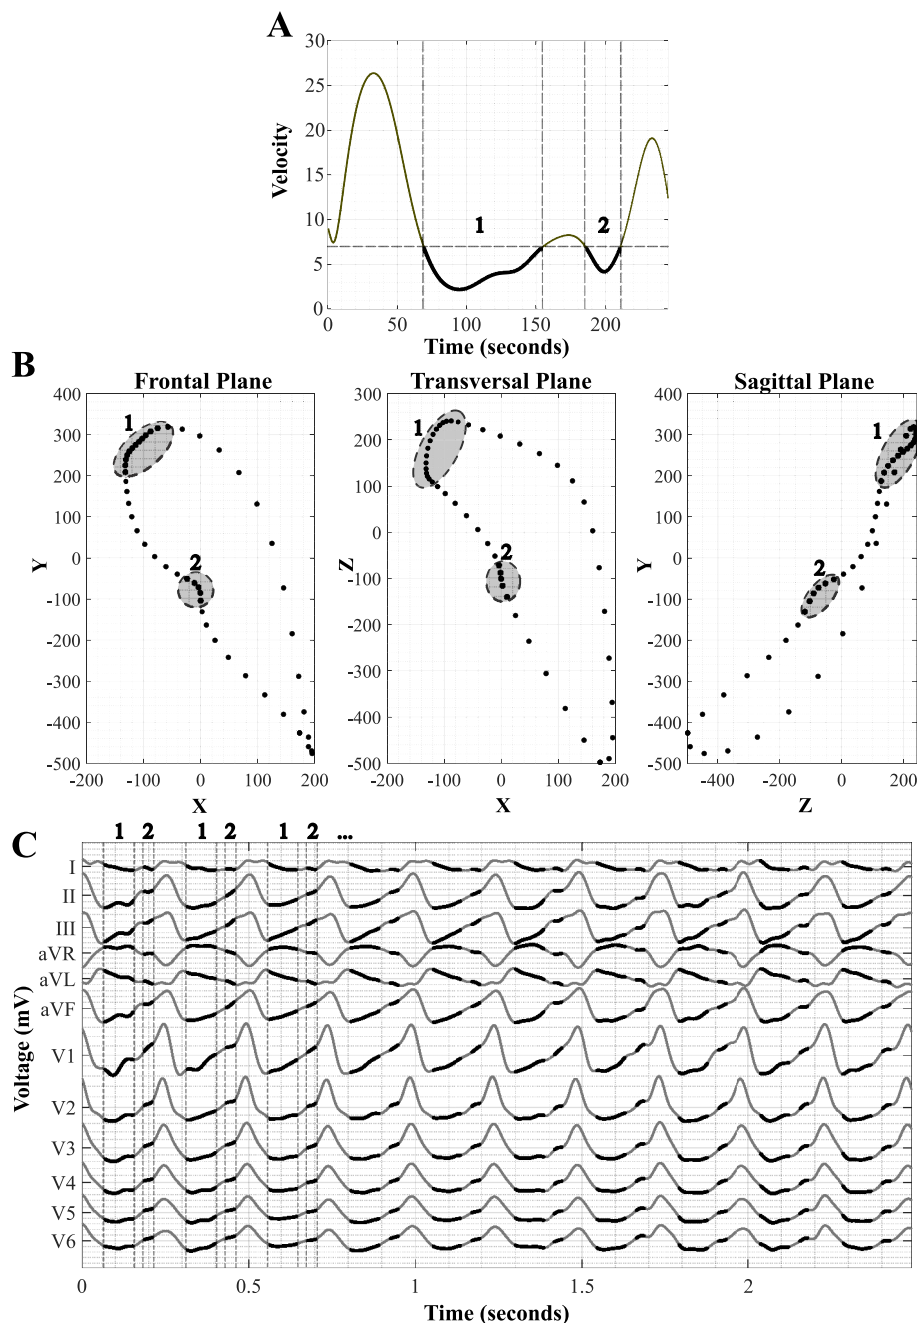 A
30
25
20
15
10
5
0
Velocity
1
2
0 50 100 150 200
Time (seconds)
B
Frontal Plane
Transversal Plane
Sagittal Plane
400
300
200
100
0
-100
-200
-300
-400
-500
Y
1
2
-200 -100 0 100 200
X
300
200
100
0
-100
-200
-300
-400
-500
Z
1
2
-200 -100 0 100 200
X
400
300
200
100
0
-100
-200
-300
-400
-500
Y
1
2
-400 -200 0 200
Z
C
1 2 1 2 1 2 ...
I
II
III
aVR
aVL
aVF
V1
V2
V3
V4
V5
V6
Voltage (mV)
0 0.5 1 1.5 2
Time (seconds)